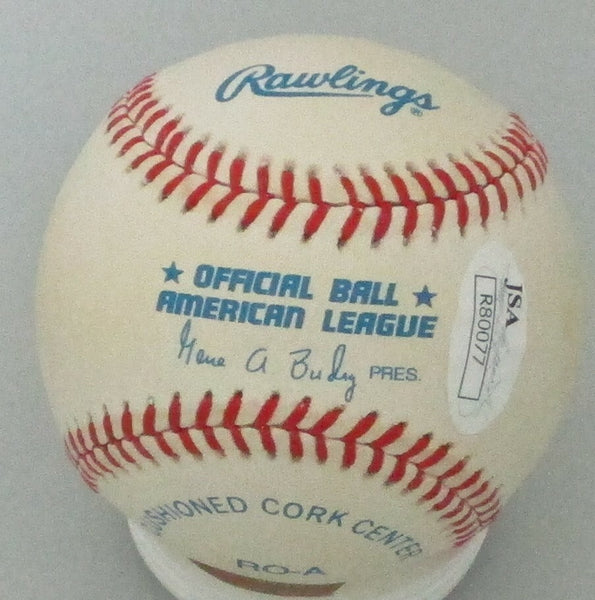 Rawlings®
★ OFFICIAL BALL ★
AMERICAN LEAGUE
Gene A Budig PRES.
JSA
R80077
CUSHIONED CORK CENTER
RO-A